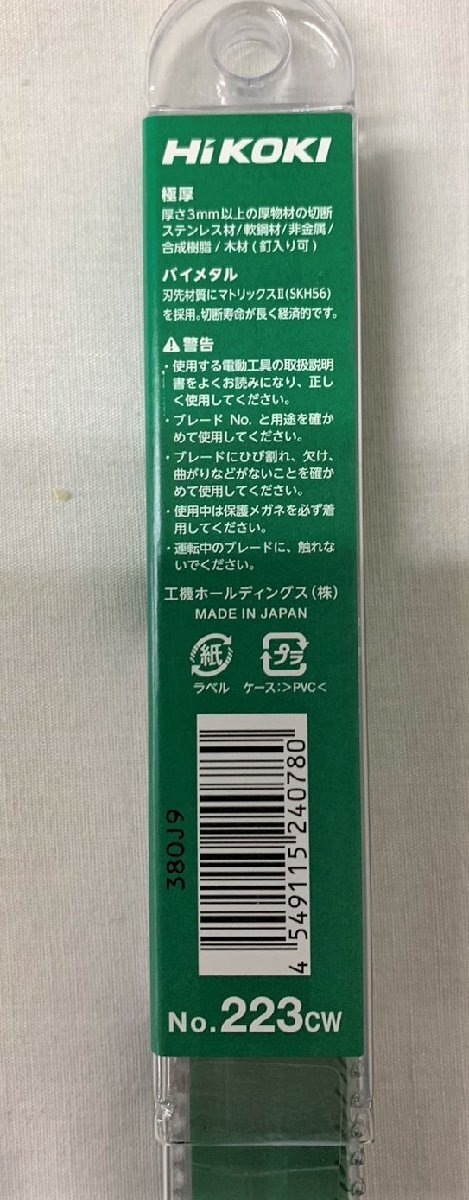 HiKOKI
極厚
厚さ3mm以上の厚物材の切断
ステンレス材/軟鋼材/非金属/
合成樹脂/木材(釘入り可)
バイメタル
刃先材質にマトリックスⅡ(SKH56)
を採用。切断寿命が長く経済的です。
⚠警告
・使用する電動工具の取扱説明
書をよくお読みになり、正し
く使用してください。
・ブレード No. と用途を確か
めて使用してください。
・ブレードにひび割れ、欠け、
曲がりなどがないことを確か
めて使用してください。
・使用中は保護メガネを必ず着
用してください。
・運転中のブレードに、触れな
いでください。
工機ホールディングス(株)
MADE IN JAPAN
紙 プラ
ラベル ケース:>PVC<
380J9
4 549115 240780
No.223CW